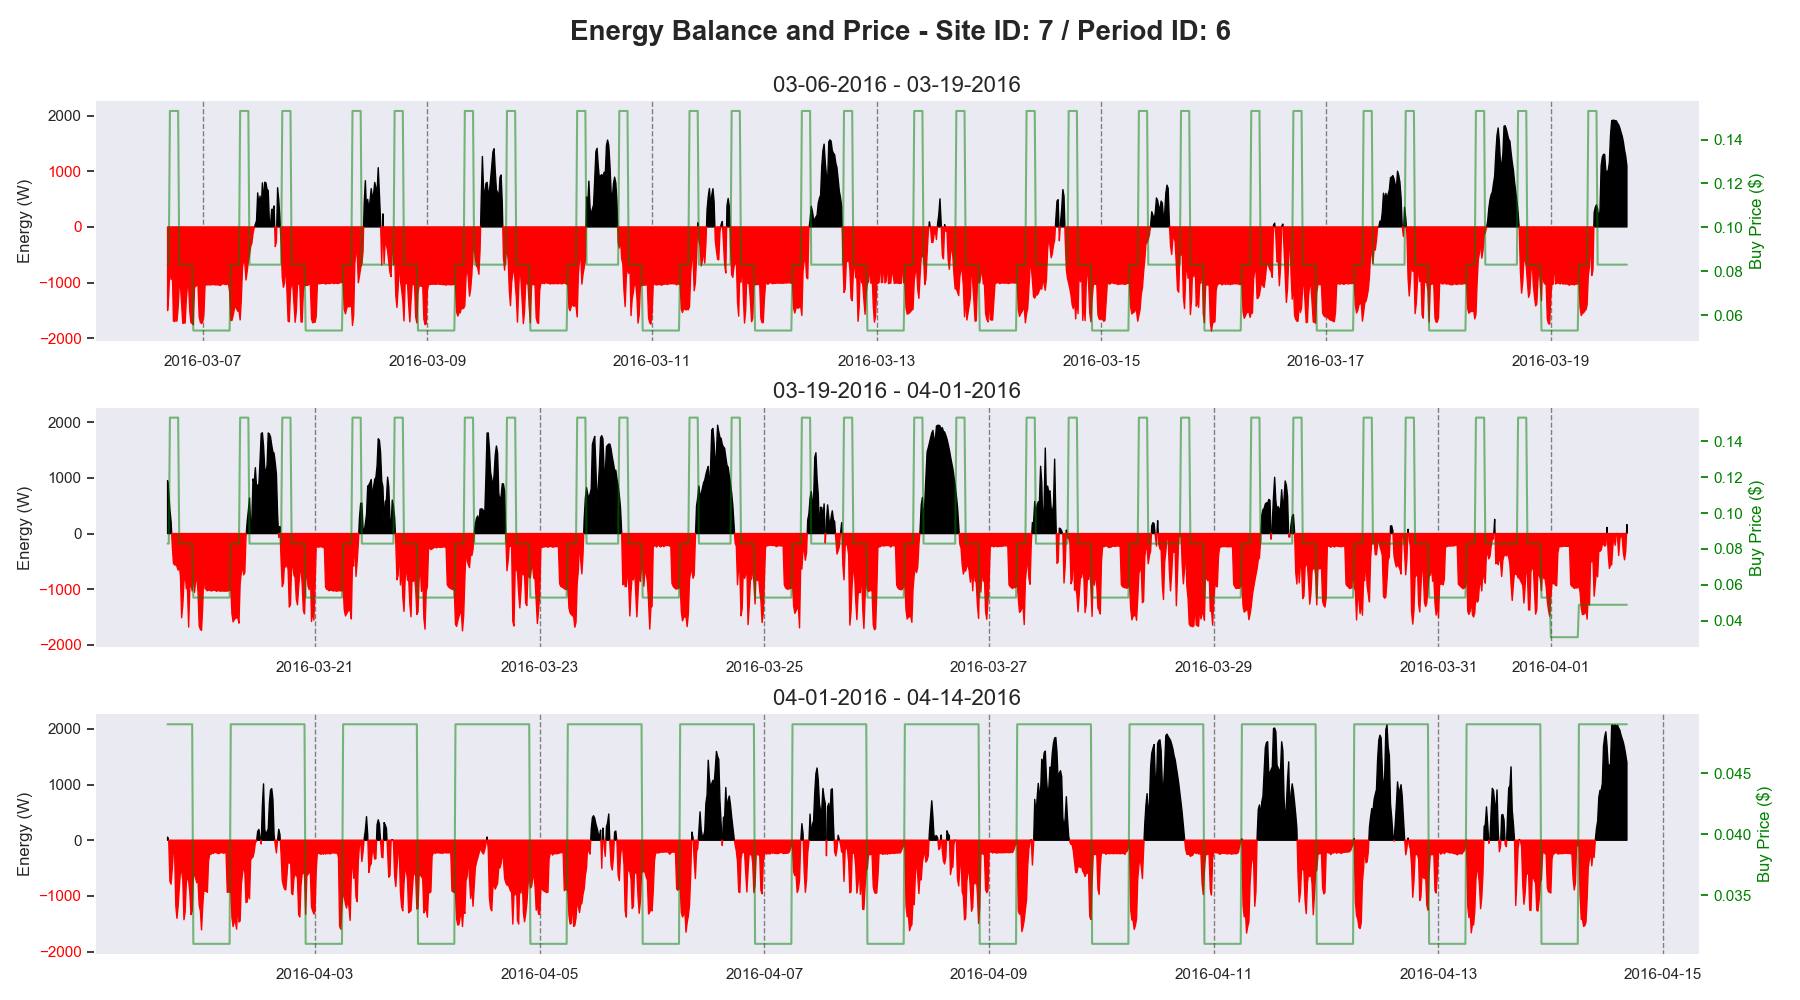 Energy Balance and Price - Site ID: 7 / Period ID: 6
03-06-2016 - 03-19-2016
Energy (W)
2000
1000
0
−1000
−2000
0.14
0.12
0.10
0.08
0.06
Buy Price ($)
2016-03-07 2016-03-09 2016-03-11 2016-03-13 2016-03-15 2016-03-17 2016-03-19
03-19-2016 - 04-01-2016
Energy (W)
2000
1000
0
−1000
−2000
0.14
0.12
0.10
0.08
0.06
0.04
Buy Price ($)
2016-03-21 2016-03-23 2016-03-25 2016-03-27 2016-03-29 2016-03-31 2016-04-01
04-01-2016 - 04-14-2016
Energy (W)
2000
1000
0
−1000
−2000
0.045
0.040
0.035
Buy Price ($)
2016-04-03 2016-04-05 2016-04-07 2016-04-09 2016-04-11 2016-04-13 2016-04-15